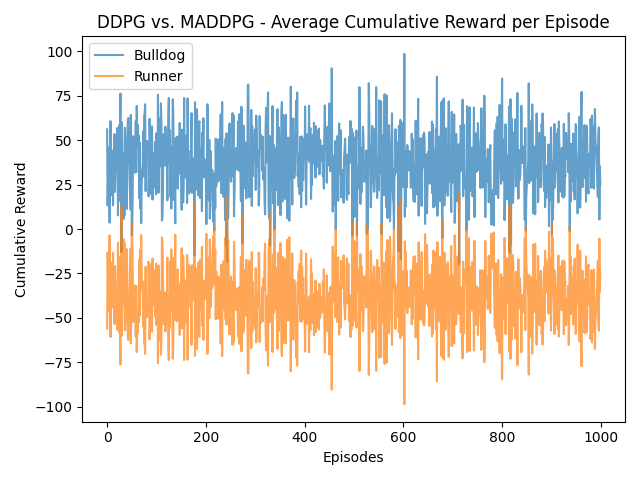 DDPG vs. MADDPG - Average Cumulative Reward per Episode
Bulldog
Runner
Cumulative Reward
100
75
50
25
0
−25
−50
−75
−100
0 200 400 600 800 1000
Episodes